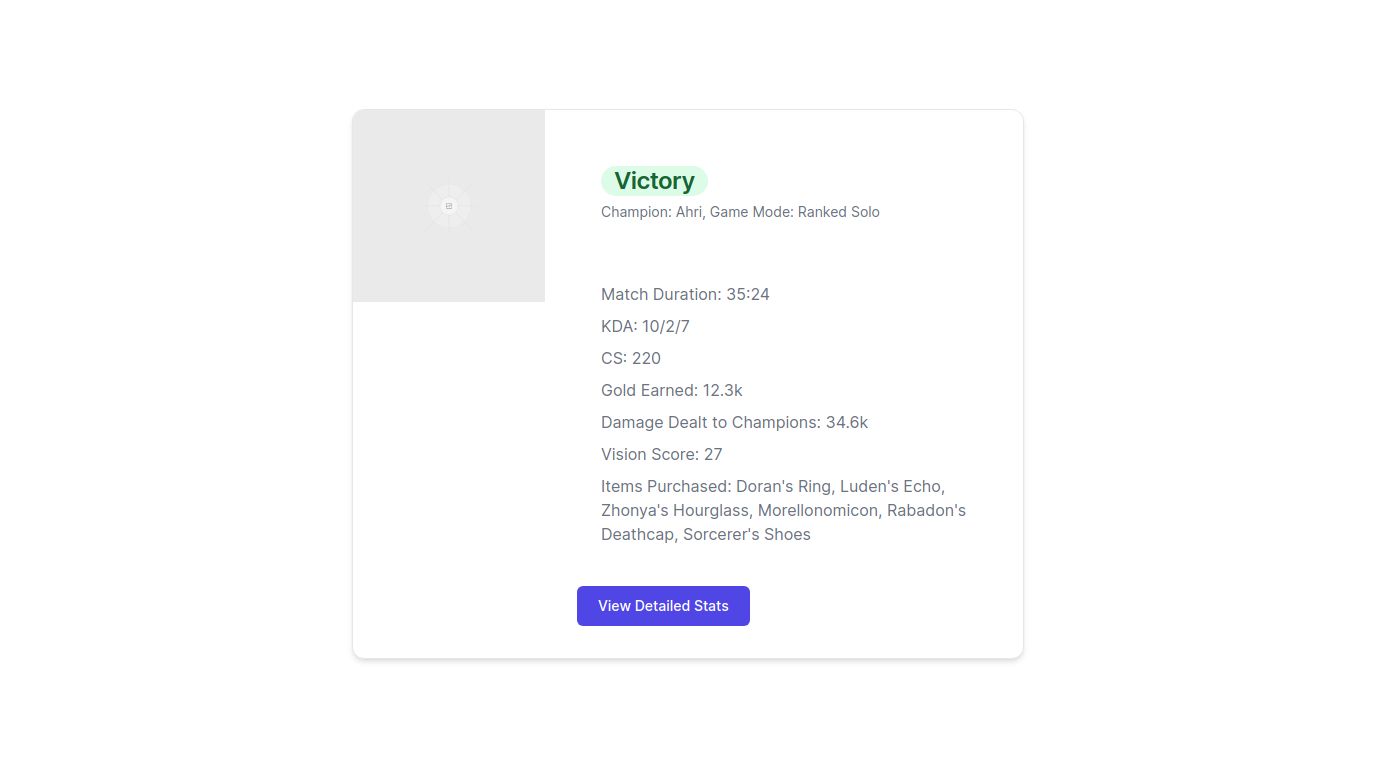 Victory
Champion: Ahri, Game Mode: Ranked Solo
Match Duration: 35:24
KDA: 10/2/7
CS: 220
Gold Earned: 12.3k
Damage Dealt to Champions: 34.6k
Vision Score: 27
Items Purchased: Doran's Ring, Luden's Echo,
Zhonya's Hourglass, Morellonomicon, Rabadon's
Deathcap, Sorcerer's Shoes
View Detailed Stats